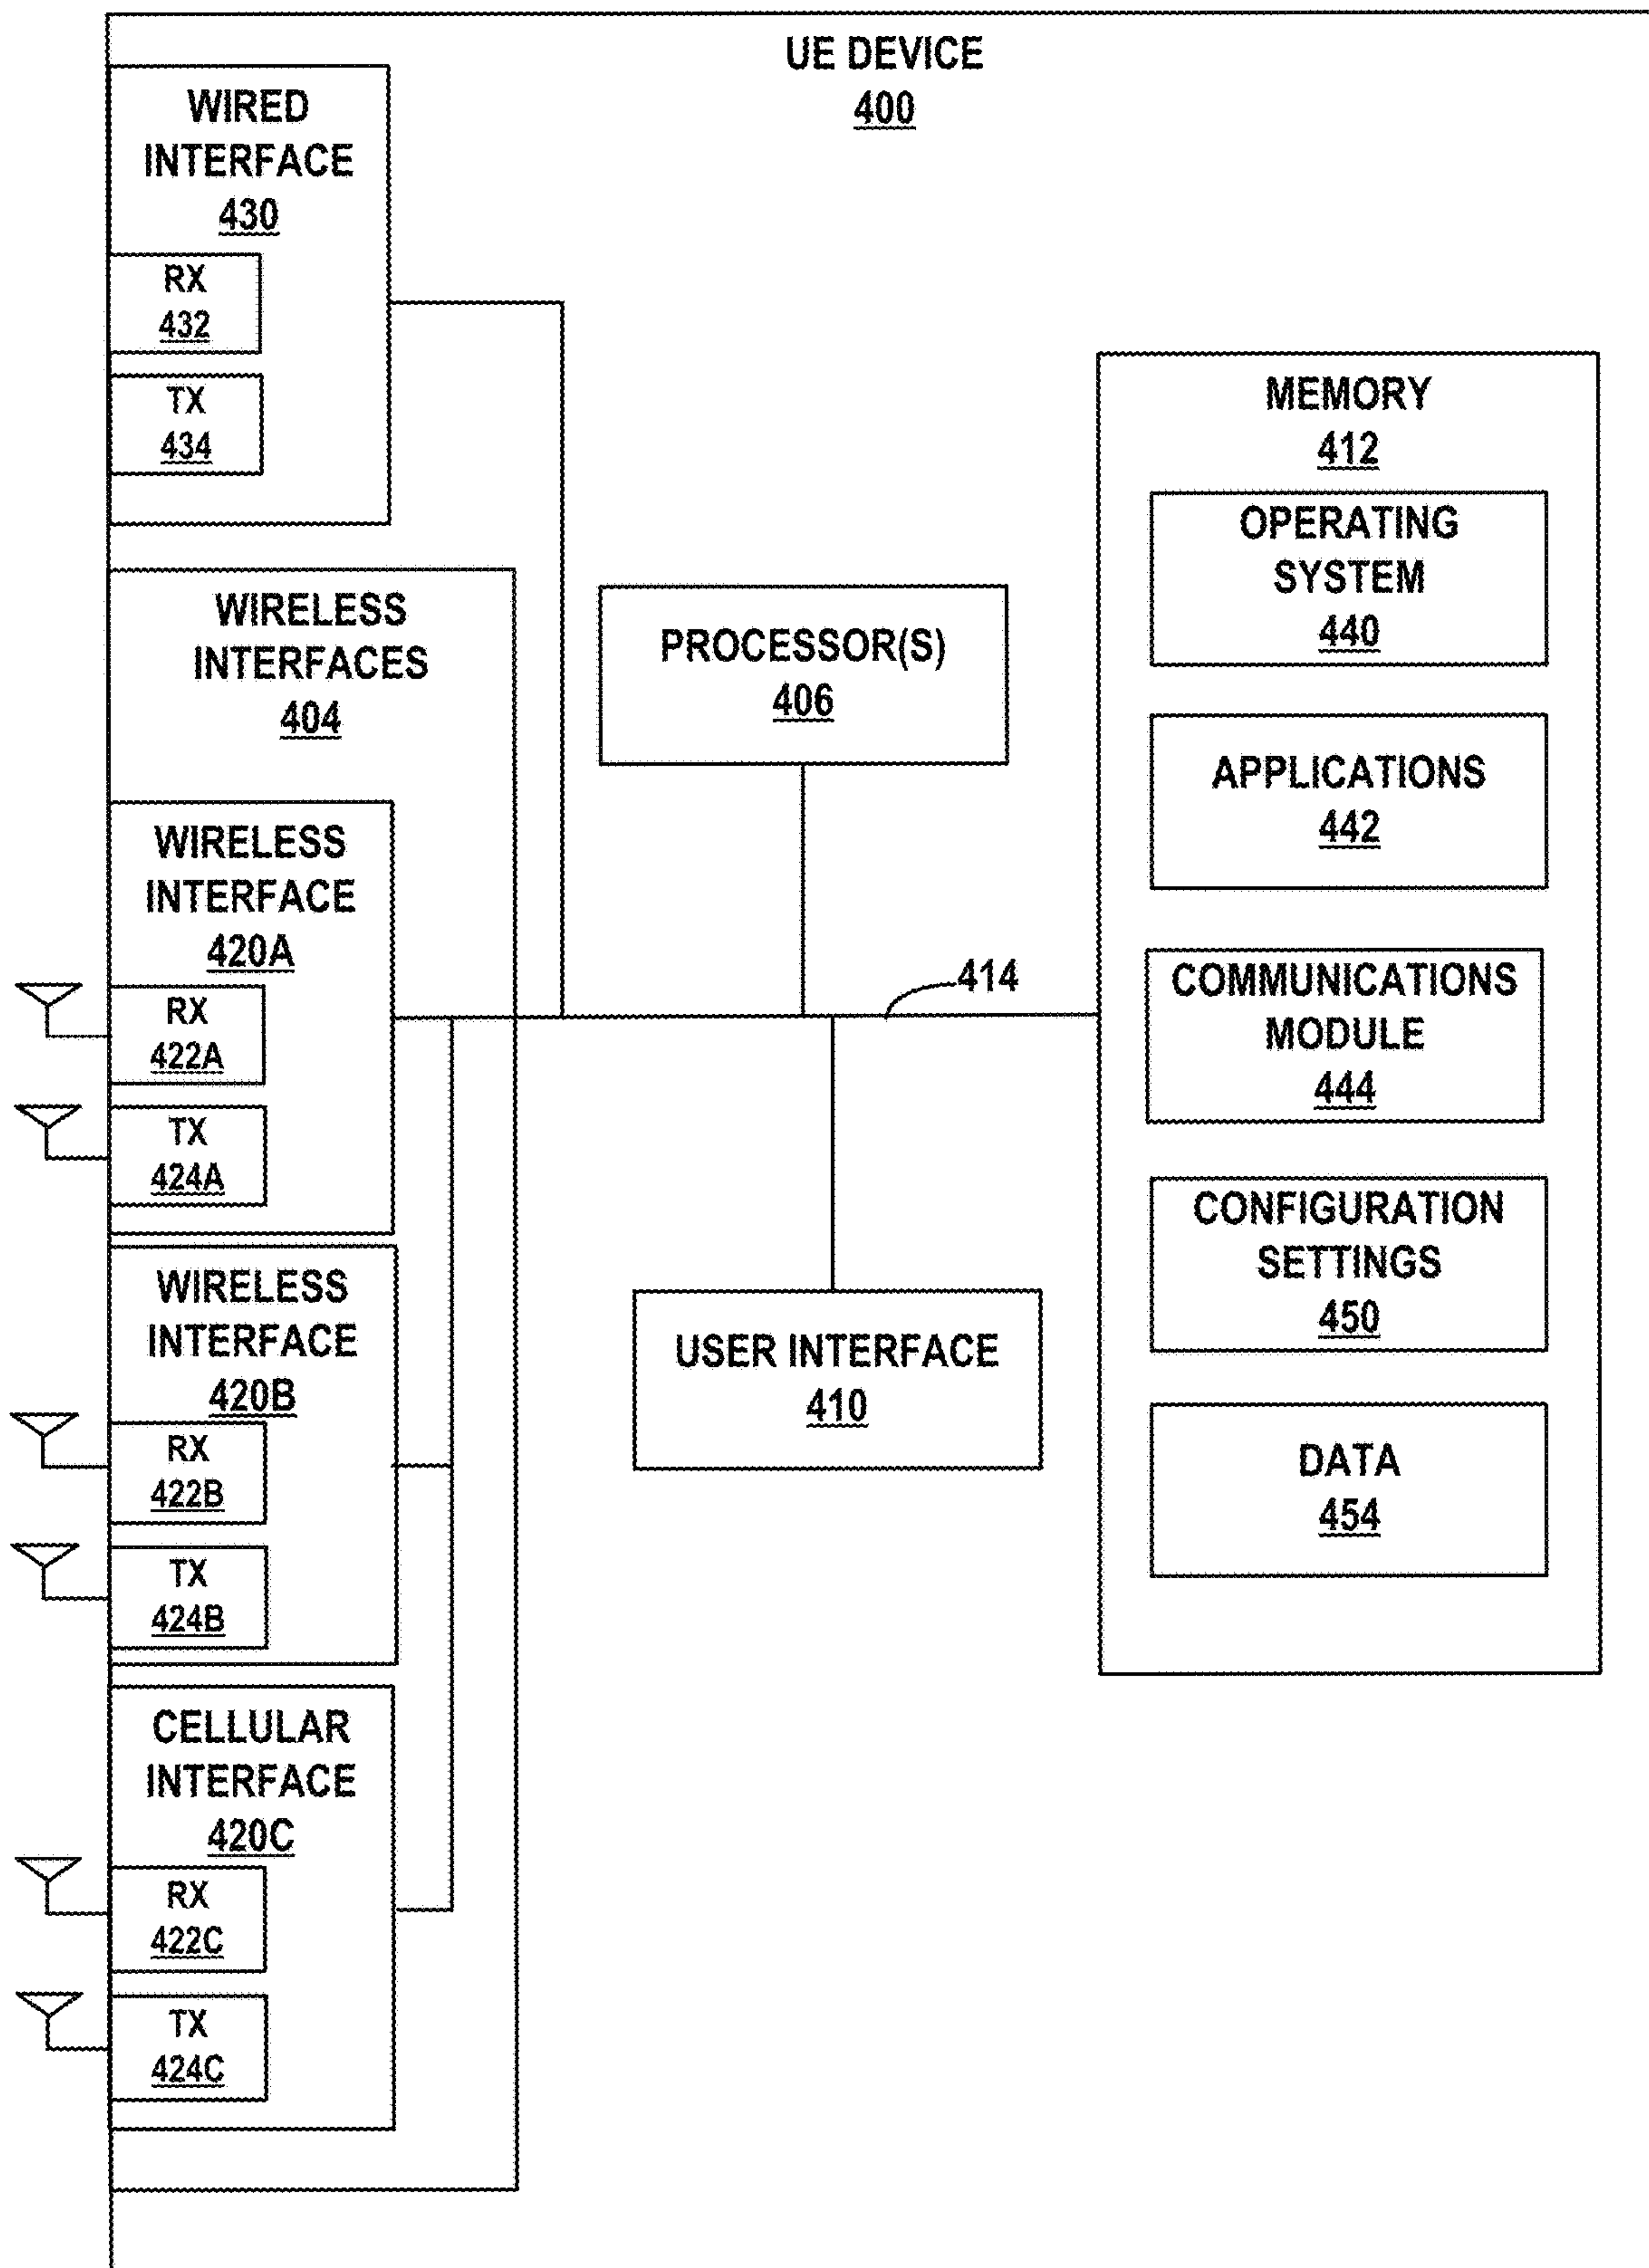 UE DEVICE
400
WIRED
INTERFACE
430
RX
432
TX
434
WIRELESS
INTERFACES
404
WIRELESS
INTERFACE
420A
RX
422A
TX
424A
WIRELESS
INTERFACE
420B
RX
422B
TX
424B
CELLULAR
INTERFACE
420C
RX
422C
TX
424C
PROCESSOR(S)
406
414
USER INTERFACE
410
MEMORY
412
OPERATING
SYSTEM
440
APPLICATIONS
442
COMMUNICATIONS
MODULE
444
CONFIGURATION
SETTINGS
450
DATA
454